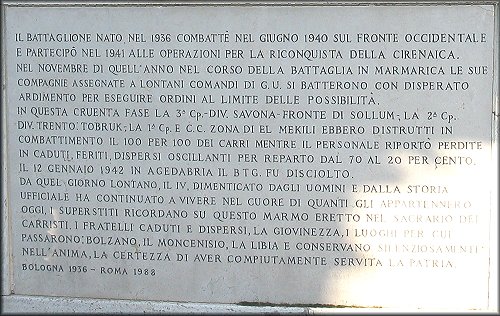 IL BATTAGLIONE NATO NEL 1936 COMBATTÉ NEL GIUGNO 1940 SUL FRONTE OCCIDENTALE
E PARTECIPÒ NEL 1941 ALLE OPERAZIONI PER LA RICONQUISTA DELLA CIRENAICA.
NEL NOVEMBRE DI QUELL'ANNO NEL CORSO DELLA BATTAGLIA IN MARMARICA LE SUE
COMPAGNIE ASSEGNATE A LONTANI COMANDI DI G.U. SI BATTERONO CON DISPERATO
ARDIMENTO PER ESEGUIRE ORDINI AL LIMITE DELLE POSSIBILITÀ.
IN QUESTA CRUENTA FASE LA 3ª Cp.-DIV. SAVONA-FRONTE DI SOLLUM-, LA 2ª Cp.
DIV. TRENTO-TOBRUK-, LA 1ª Cp. E C.C. ZONA DI EL MEKILI EBBERO DISTRUTTI IN
COMBATTIMENTO IL 100 PER 100 DEI CARRI MENTRE IL PERSONALE RIPORTÒ PERDITE
IN CADUTI, FERITI, DISPERSI OSCILLANTI PER REPARTO DAL 70 AL 20 PER CENTO.
IL 12 GENNAIO 1942 IN AGEDABRIA IL BTG. FU DISCIOLTO.
DA QUEL GIORNO LONTANO, IL IV, DIMENTICATO DAGLI UOMINI E DALLA STORIA
UFFICIALE HA CONTINUATO A VIVERE NEL CUORE DI QUANTI GLI APPARTENNERO
OGGI, I SUPERSTITI RICORDANO SU QUESTO MARMO ERETTO NEL SACRARIO DEI
CARRISTI, I FRATELLI CADUTI E DISPERSI, LA GIOVINEZZA, I LUOGHI PER CUI
PASSARONO: BOLZANO, IL MONCENISIO, LA LIBIA E CONSERVANO SILENZIOSAMENTE
NELL'ANIMA, LA CERTEZZA DI AVER COMPIUTAMENTE SERVITA LA PATRIA.
BOLOGNA 1936 - ROMA 1988